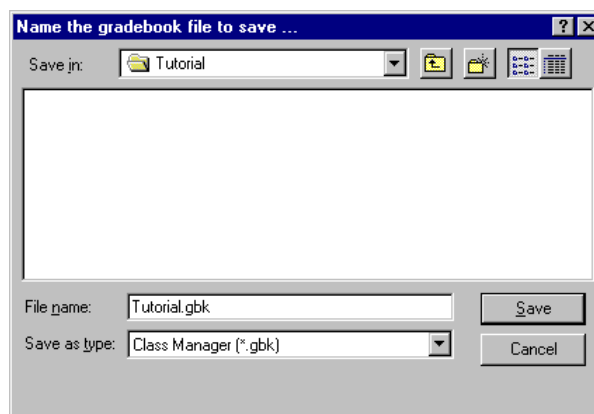 Name the gradebook file to save ...
Save in: Tutorial
File name: Tutorial.gbk Save
Save as type: Class Manager (*.gbk) Cancel